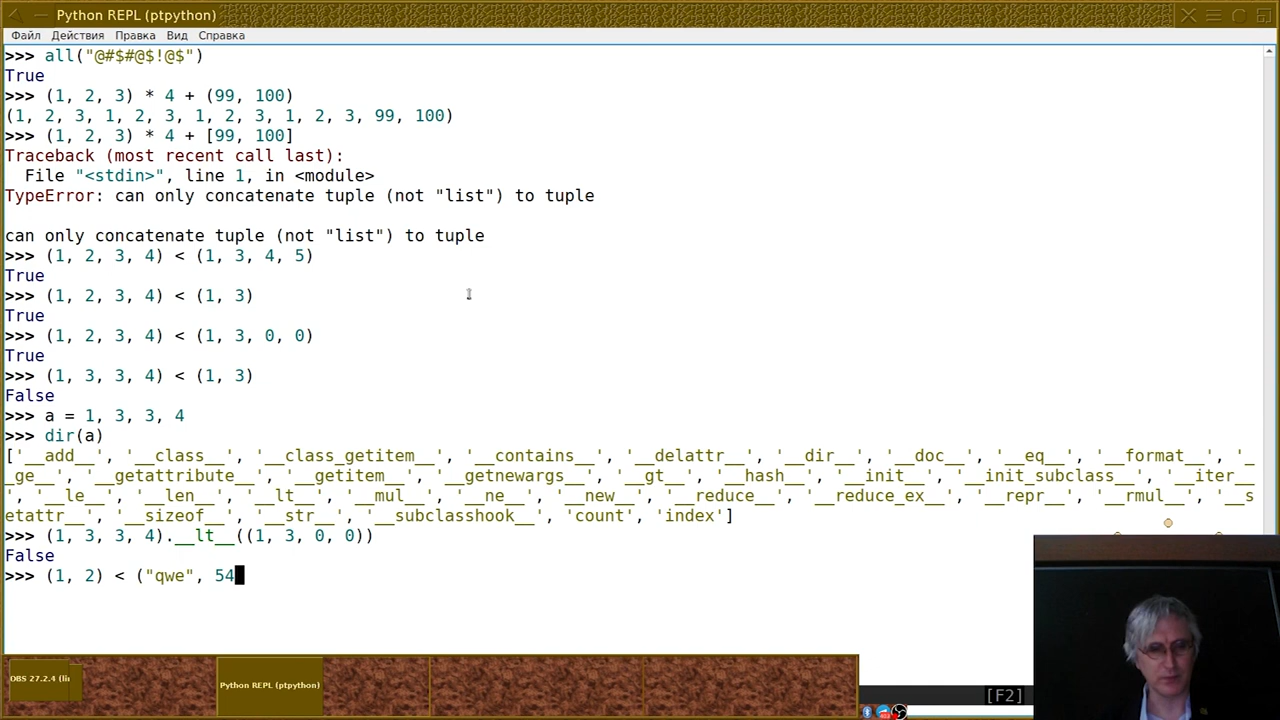 Python REPL (ptpython)
Файл Действия Правка Вид Справка
>>> all("@#$#@$!@$")
True
>>> (1, 2, 3) * 4 + (99, 100)
(1, 2, 3, 1, 2, 3, 1, 2, 3, 1, 2, 3, 99, 100)
>>> (1, 2, 3) * 4 + [99, 100]
Traceback (most recent call last):
  File "<stdin>", line 1, in <module>
TypeError: can only concatenate tuple (not "list") to tuple
can only concatenate tuple (not "list") to tuple
>>> (1, 2, 3, 4) < (1, 3, 4, 5)
True
>>> (1, 2, 3, 4) < (1, 3)
True
>>> (1, 2, 3, 4) < (1, 3, 0, 0)
True
>>> (1, 3, 3, 4) < (1, 3)
False
>>> a = 1, 3, 3, 4
>>> dir(a)
['__add__', '__class__', '__class_getitem__', '__contains__', '__delattr__', '__dir__', '__doc__', '__eq__', '__format__', '_
_ge__', '__getattribute__', '__getitem__', '__getnewargs__', '__gt__', '__hash__', '__init__', '__init_subclass__', '__iter__
', '__le__', '__len__', '__lt__', '__mul__', '__ne__', '__new__', '__reduce__', '__reduce_ex__', '__repr__', '__rmul__', '__s
etattr__', '__sizeof__', '__str__', '__subclasshook__', 'count', 'index']
>>> (1, 3, 3, 4).__lt__((1, 3, 0, 0))
False
>>> (1, 2) < ("qwe", 54
OBS 27.2.4 (lin
Python REPL (ptpython)
[F2]